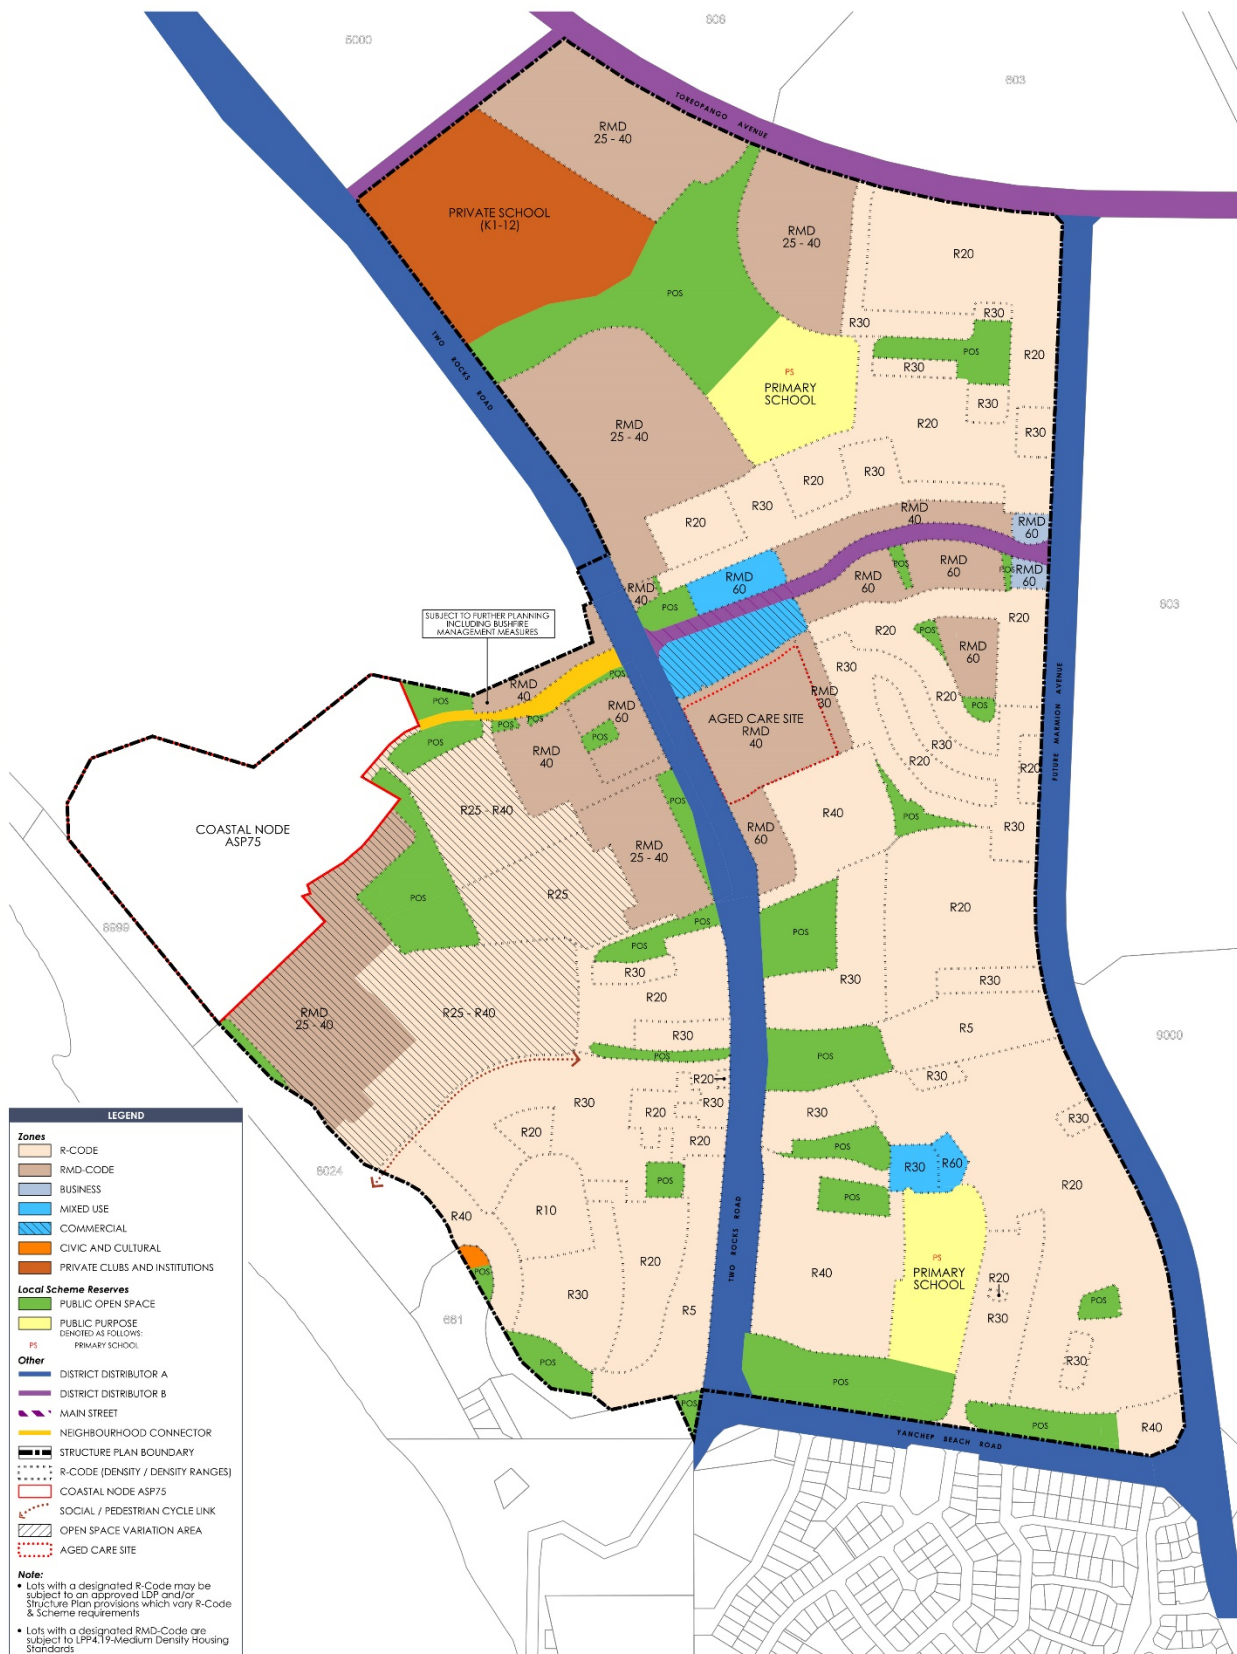 5000
808
803
TOREOPANGO AVENUE
RMD
25 - 40
PRIVATE SCHOOL
(K1-12)
RMD
25 - 40
R20
POS
R30
R30
TWO ROCKS ROAD
POS
R20
R30
PS
PRIMARY
SCHOOL
R30
RMD
25 - 40
R20
R30
R30
R20
R30
R20
RMD
40
RMD
60
RMD
60
POS
RMD
60
RMD
60
POS
RMD
60
RMD
40
POS
803
SUBJECT TO FURTHER PLANNING
INCLUDING BUSHFIRE
MANAGEMENT MEASURES
R20
R20
POS
RMD
60
R30
POS
RMD
40
POS
RMD
30
R20
POS
RMD
60
AGED CARE SITE
RMD
40
POS
POS
POS
POS
R30
RMD
40
R20
R20
FUTURE MARMION AVENUE
POS
R25 - R40
R40
POS
R30
COASTAL NODE
ASP75
RMD
60
RMD
25 - 40
R25
POS
R20
8999
POS
POS
POS
R30
R30
R30
R20
RMD
25 - 40
R25 - R40
R5
R30
9000
POS
POS
R20
R30
R30
R20
R30
R30
R30
R20
R20
POS
R30
R60
8024
POS
POS
R20
R40
R10
PS
PRIMARY
SCHOOL
R20
R40
TWO ROCKS ROAD
POS
R30
R20
R30
POS
R5
661
POS
R30
POS
POS
POS
R40
YANCHEP BEACH ROAD
LEGEND
Zones
R-CODE
RMD-CODE
BUSINESS
MIXED USE
COMMERCIAL
CIVIC AND CULTURAL
PRIVATE CLUBS AND INSTITUTIONS
Local Scheme Reserves
PUBLIC OPEN SPACE
PUBLIC PURPOSE
DENOTED AS FOLLOWS:
PS PRIMARY SCHOOL
Other
DISTRICT DISTRIBUTOR A
DISTRICT DISTRIBUTOR B
MAIN STREET
NEIGHBOURHOOD CONNECTOR
STRUCTURE PLAN BOUNDARY
R-CODE (DENSITY / DENSITY RANGES)
COASTAL NODE ASP75
SOCIAL / PEDESTRIAN CYCLE LINK
OPEN SPACE VARIATION AREA
AGED CARE SITE
Note:
• Lots with a designated R-Code may be
subject to an approved LDP and/or
Structure Plan provisions which vary R-Code
& Scheme requirements
• Lots with a designated RMD-Code are
subject to LPP4.19-Medium Density Housing
Standards